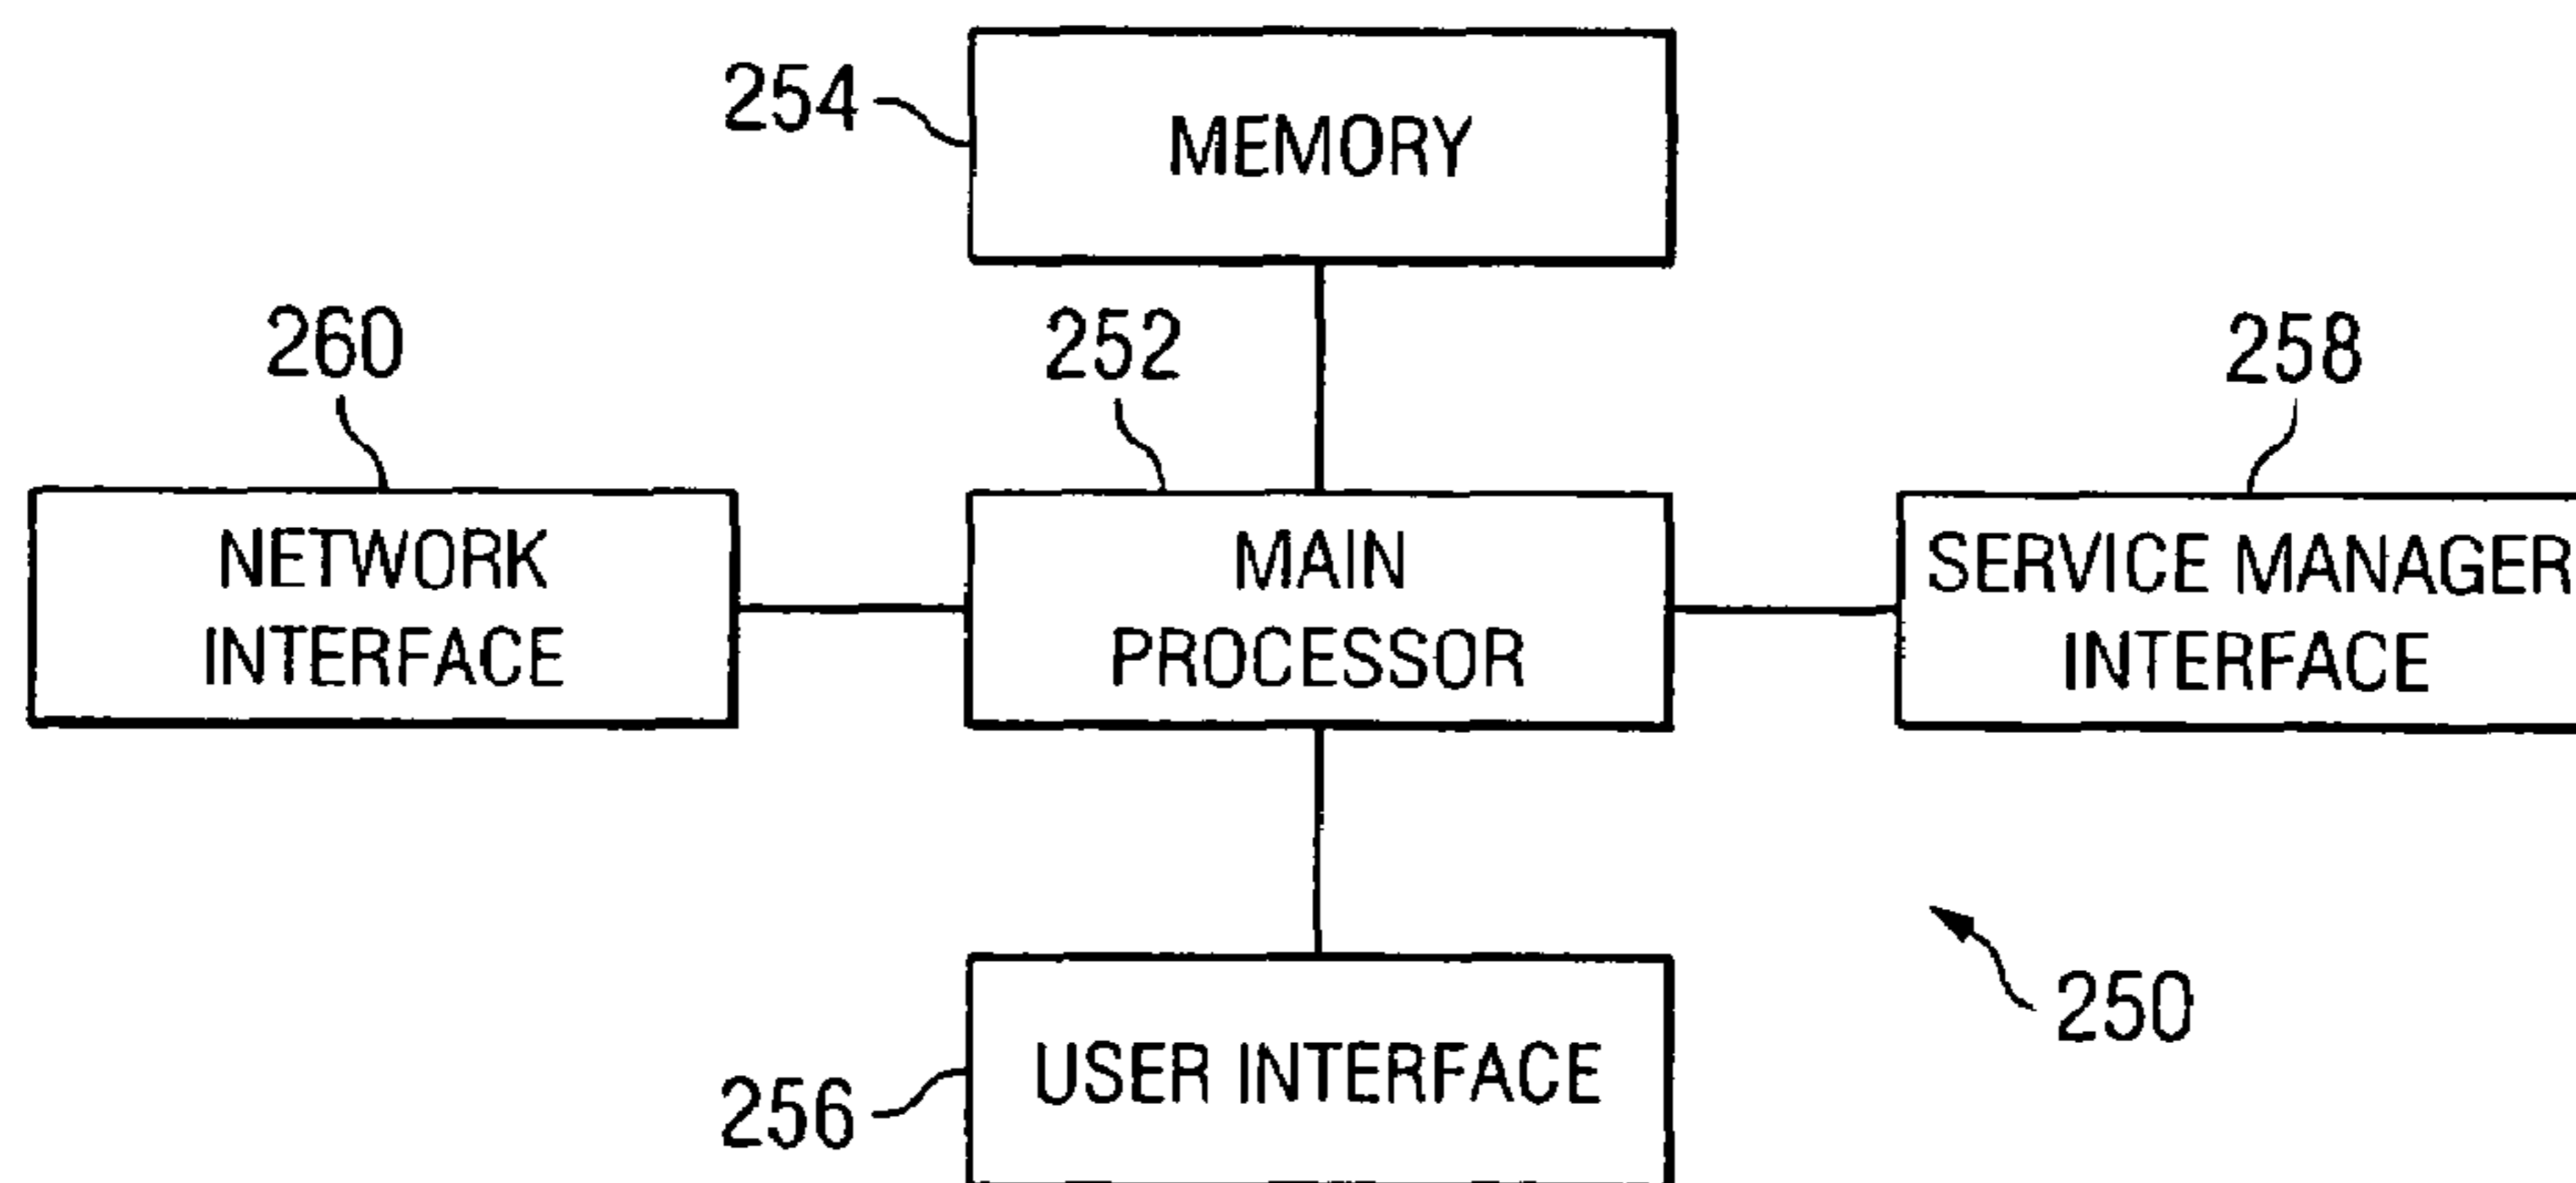 254
MEMORY
260
252
258
NETWORK
INTERFACE
MAIN
PROCESSOR
SERVICE MANAGER
INTERFACE
250
256
USER INTERFACE